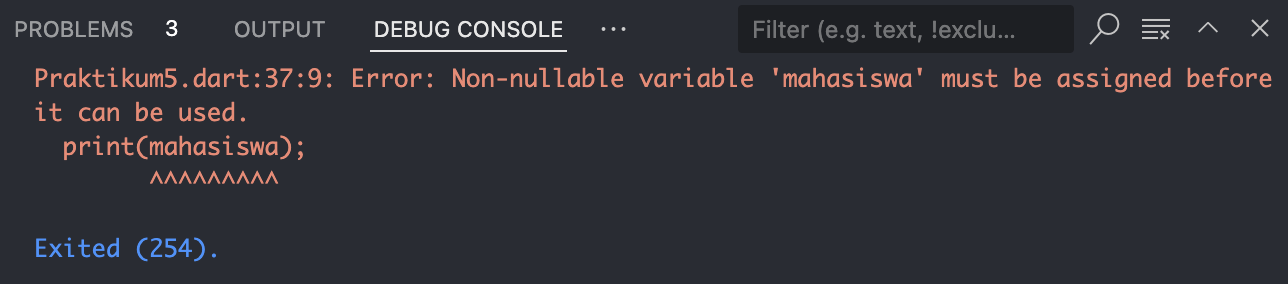 PROBLEMS 3 OUTPUT DEBUG CONSOLE ··· Filter (e.g. text, !exclu...
Praktikum5.dart:37:9: Error: Non-nullable variable 'mahasiswa' must be assigned before
it can be used.
  print(mahasiswa);
        ^^^^^^^^^
Exited (254).